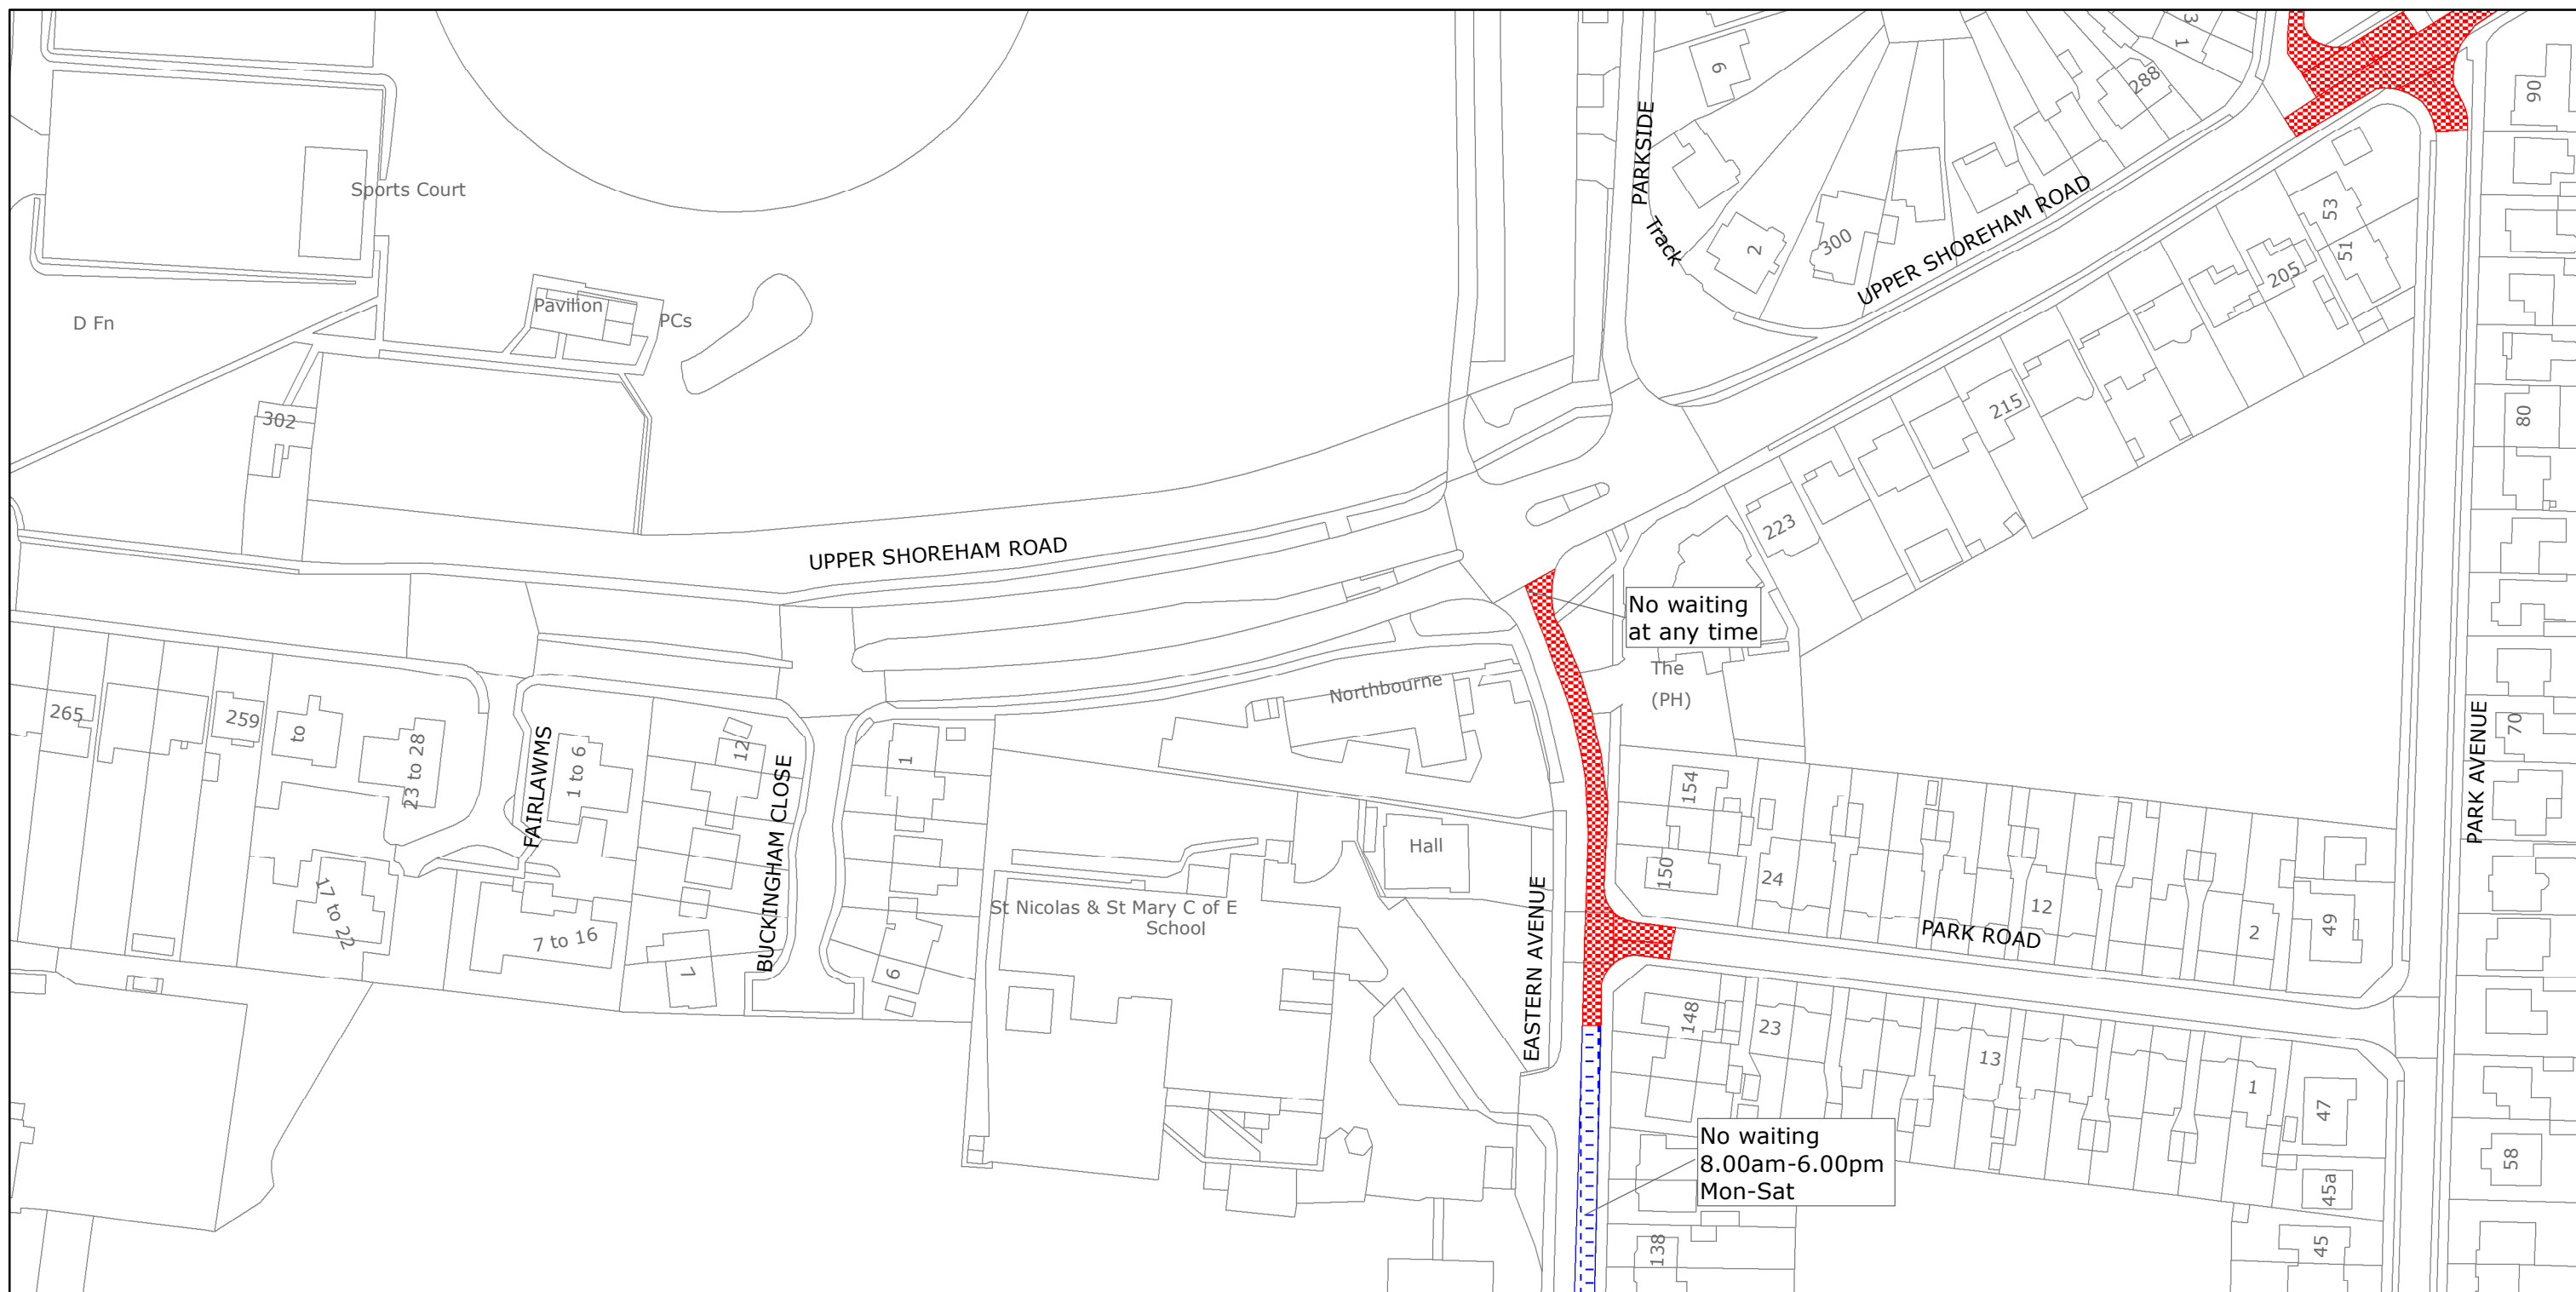 3
1
6
90
288
PARKSIDE
Sports Court
53
Track
2
300
UPPER SHOREHAM ROAD
51
205
Pavilion
PCs
D Fn
302
215
80
223
UPPER SHOREHAM ROAD
No waiting
at any time
The
(PH)
Northbourne
265
259
to
23 to 28
FAIRLAWMS
1 to 6
12
BUCKINGHAM CLOSE
1
154
PARK AVENUE
70
Hall
150
24
17 to 22
7 to 16
7
6
St Nicolas & St Mary C of E
School
EASTERN AVENUE
12
PARK ROAD
2
49
148
23
13
1
47
No waiting
8.00am-6.00pm
Mon-Sat
58
45a
138
45